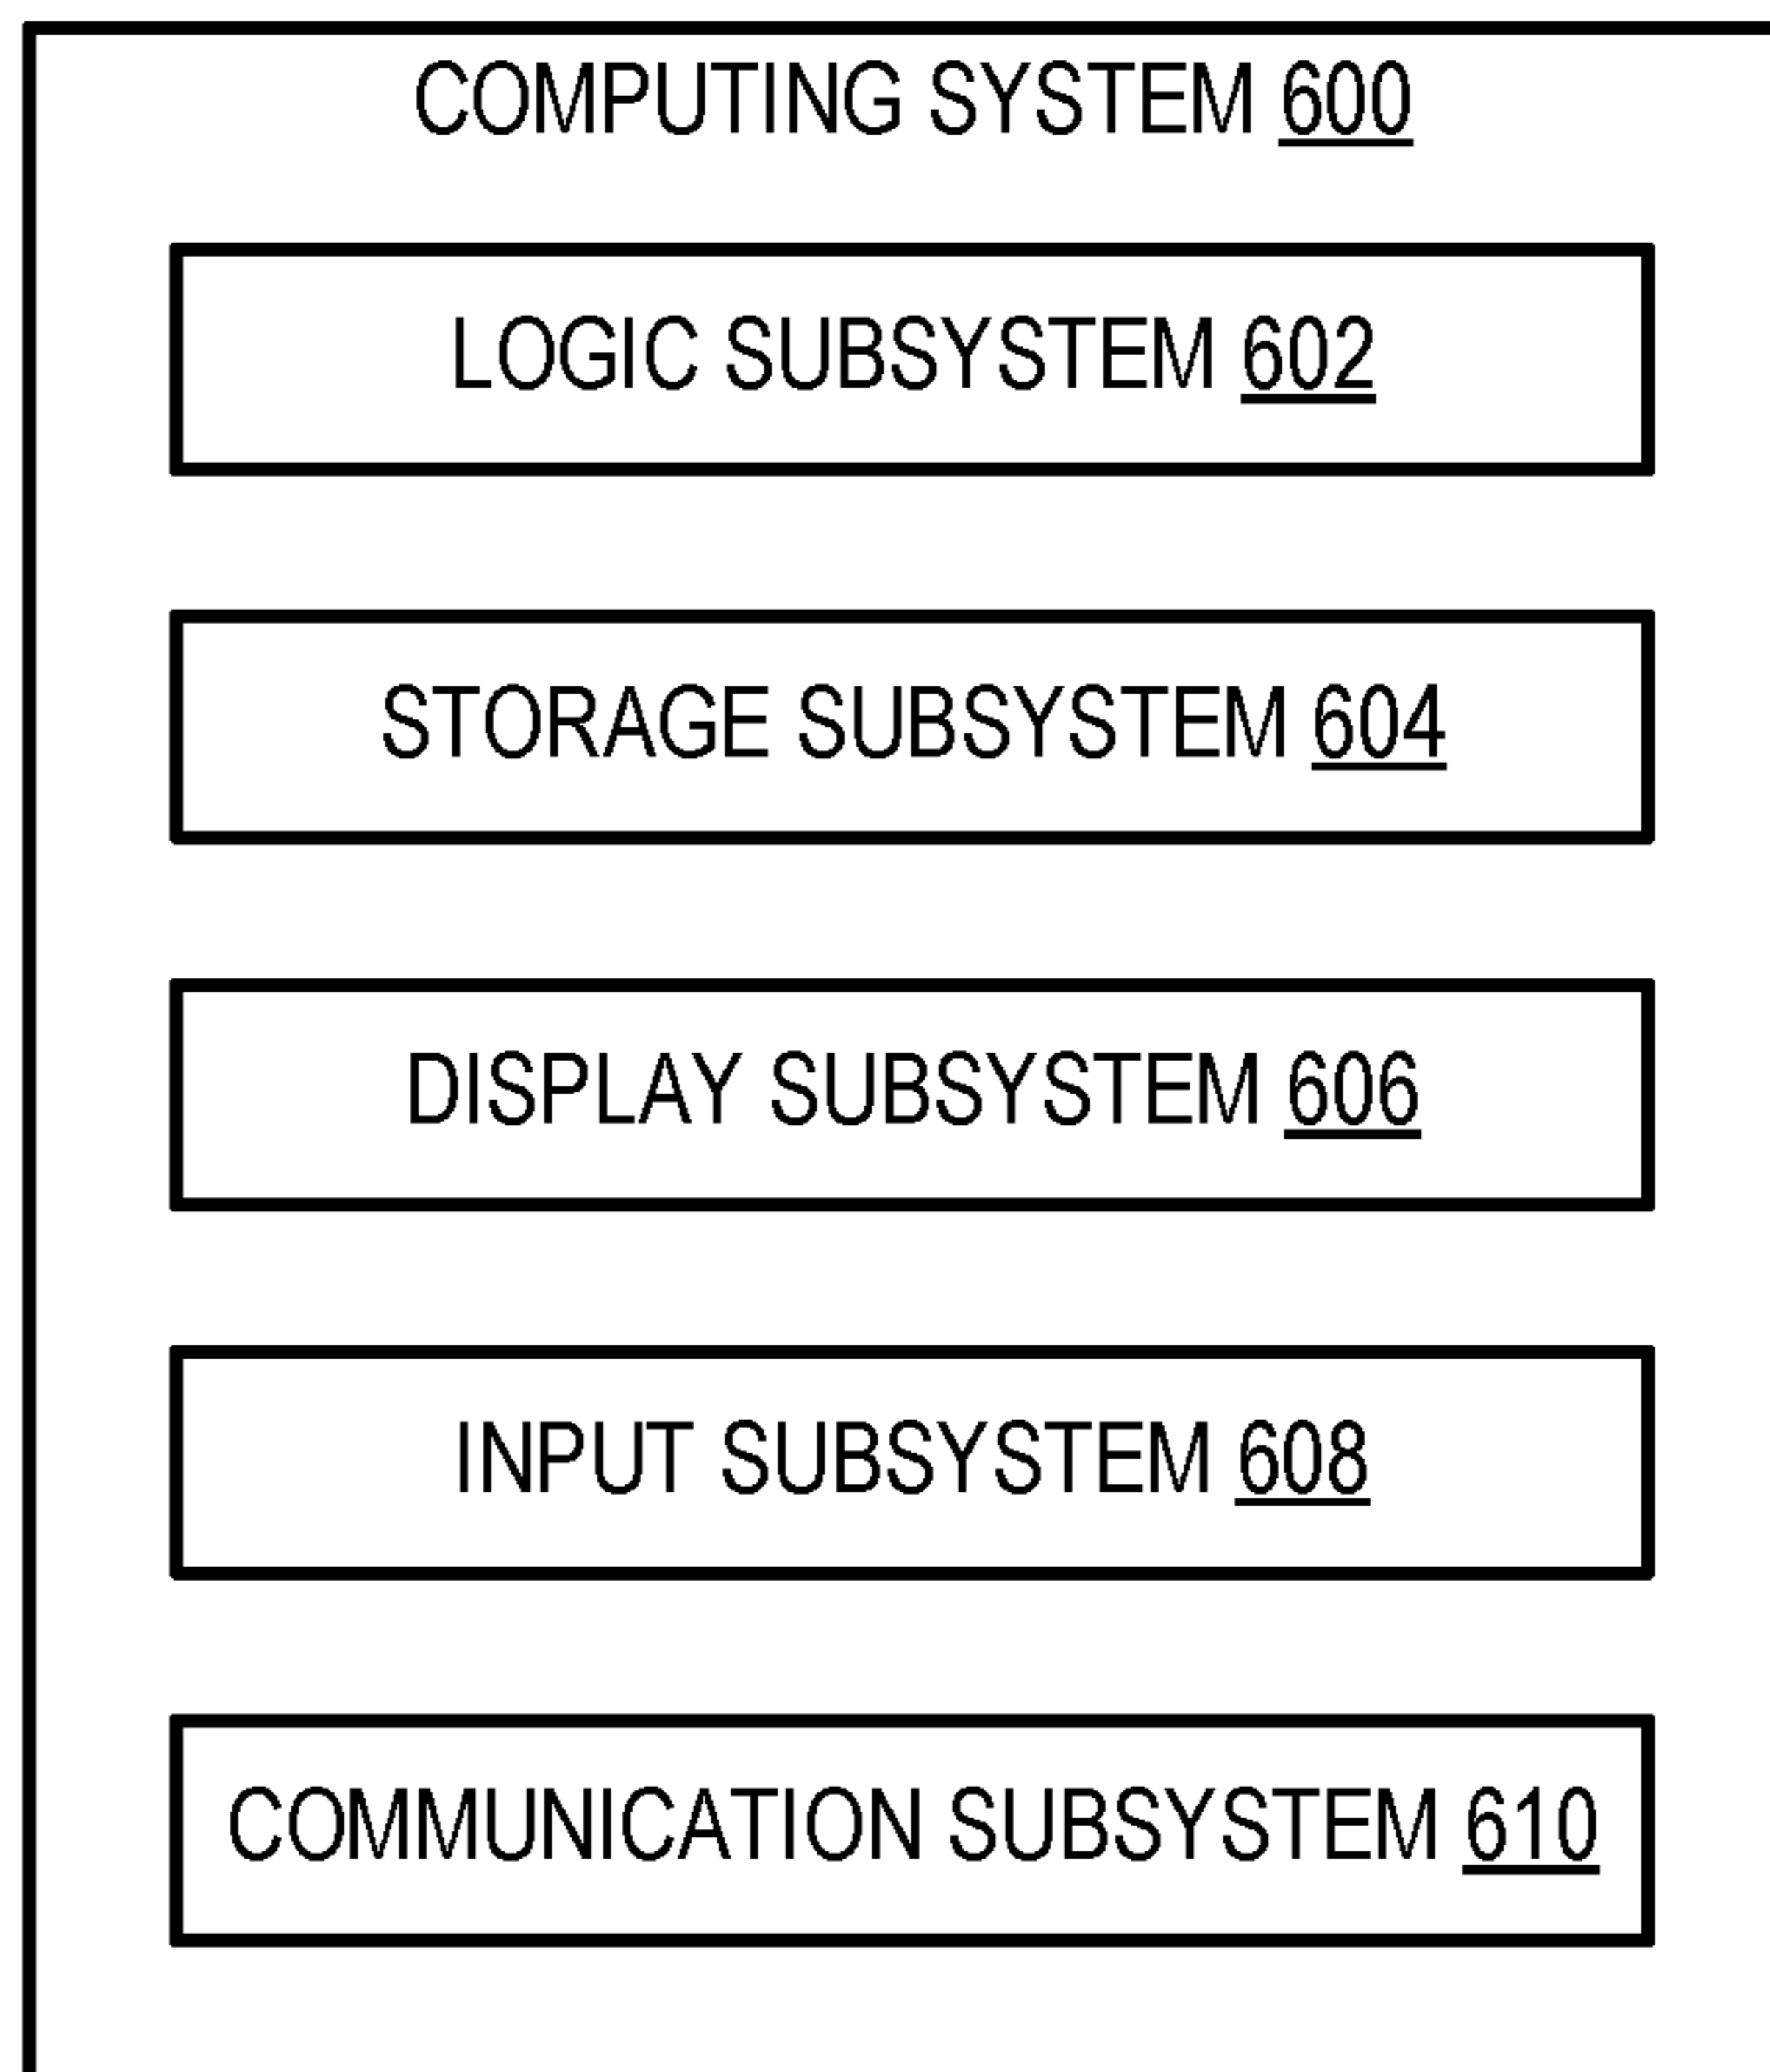 COMPUTING SYSTEM 600
LOGIC SUBSYSTEM 602
STORAGE SUBSYSTEM 604
DISPLAY SUBSYSTEM 606
INPUT SUBSYSTEM 608
COMMUNICATION SUBSYSTEM 610